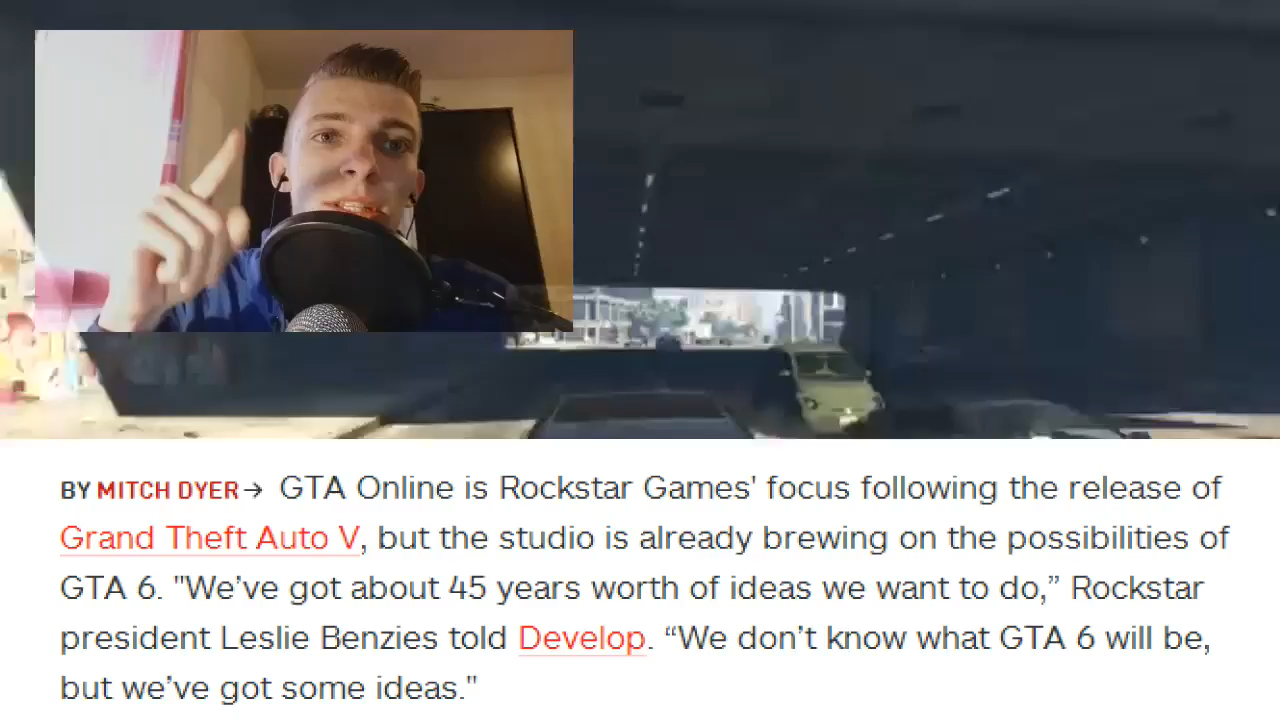 BY MITCH DYER → GTA Online is Rockstar Games' focus following the release of
Grand Theft Auto V, but the studio is already brewing on the possibilities of
GTA 6. "We've got about 45 years worth of ideas we want to do,” Rockstar
president Leslie Benzies told Develop. “We don’t know what GTA 6 will be,
but we’ve got some ideas."